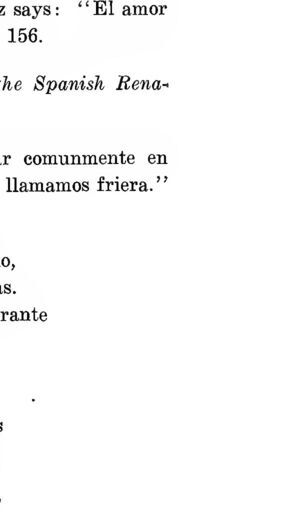 z says: ‘‘El amor
156.
he Spanish Rena-
r comunmente en
llamamos friera.’’
o,
s.
rante
s